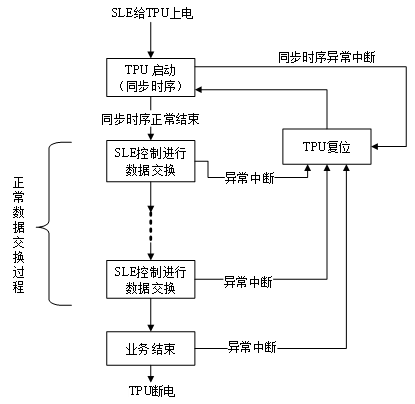 SLE给TPU上电
TPU 启动
（同步时序）
同步时序异常中断
同步时序正常结束
TPU复位
SLE控制进行
数据交换
异常中断
正常数据交换过程
SLE控制进行
数据交换
异常中断
业务结束
异常中断
TPU断电